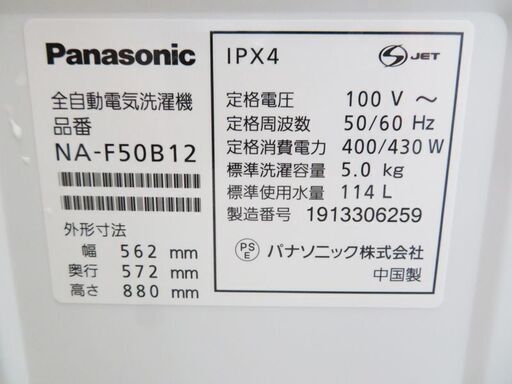 Panasonic
全自動電気洗濯機
品番
NA-F50B12
外形寸法
幅 562 mm
奥行 572 mm
高さ 880 mm
IPX4
S JET
定格電圧 100 V ～
定格周波数 50/60 Hz
定格消費電力 400/430 W
標準洗濯容量 5.0 kg
標準使用水量 114 L
製造番号 1913306259
PS E パナソニック株式会社
中国製